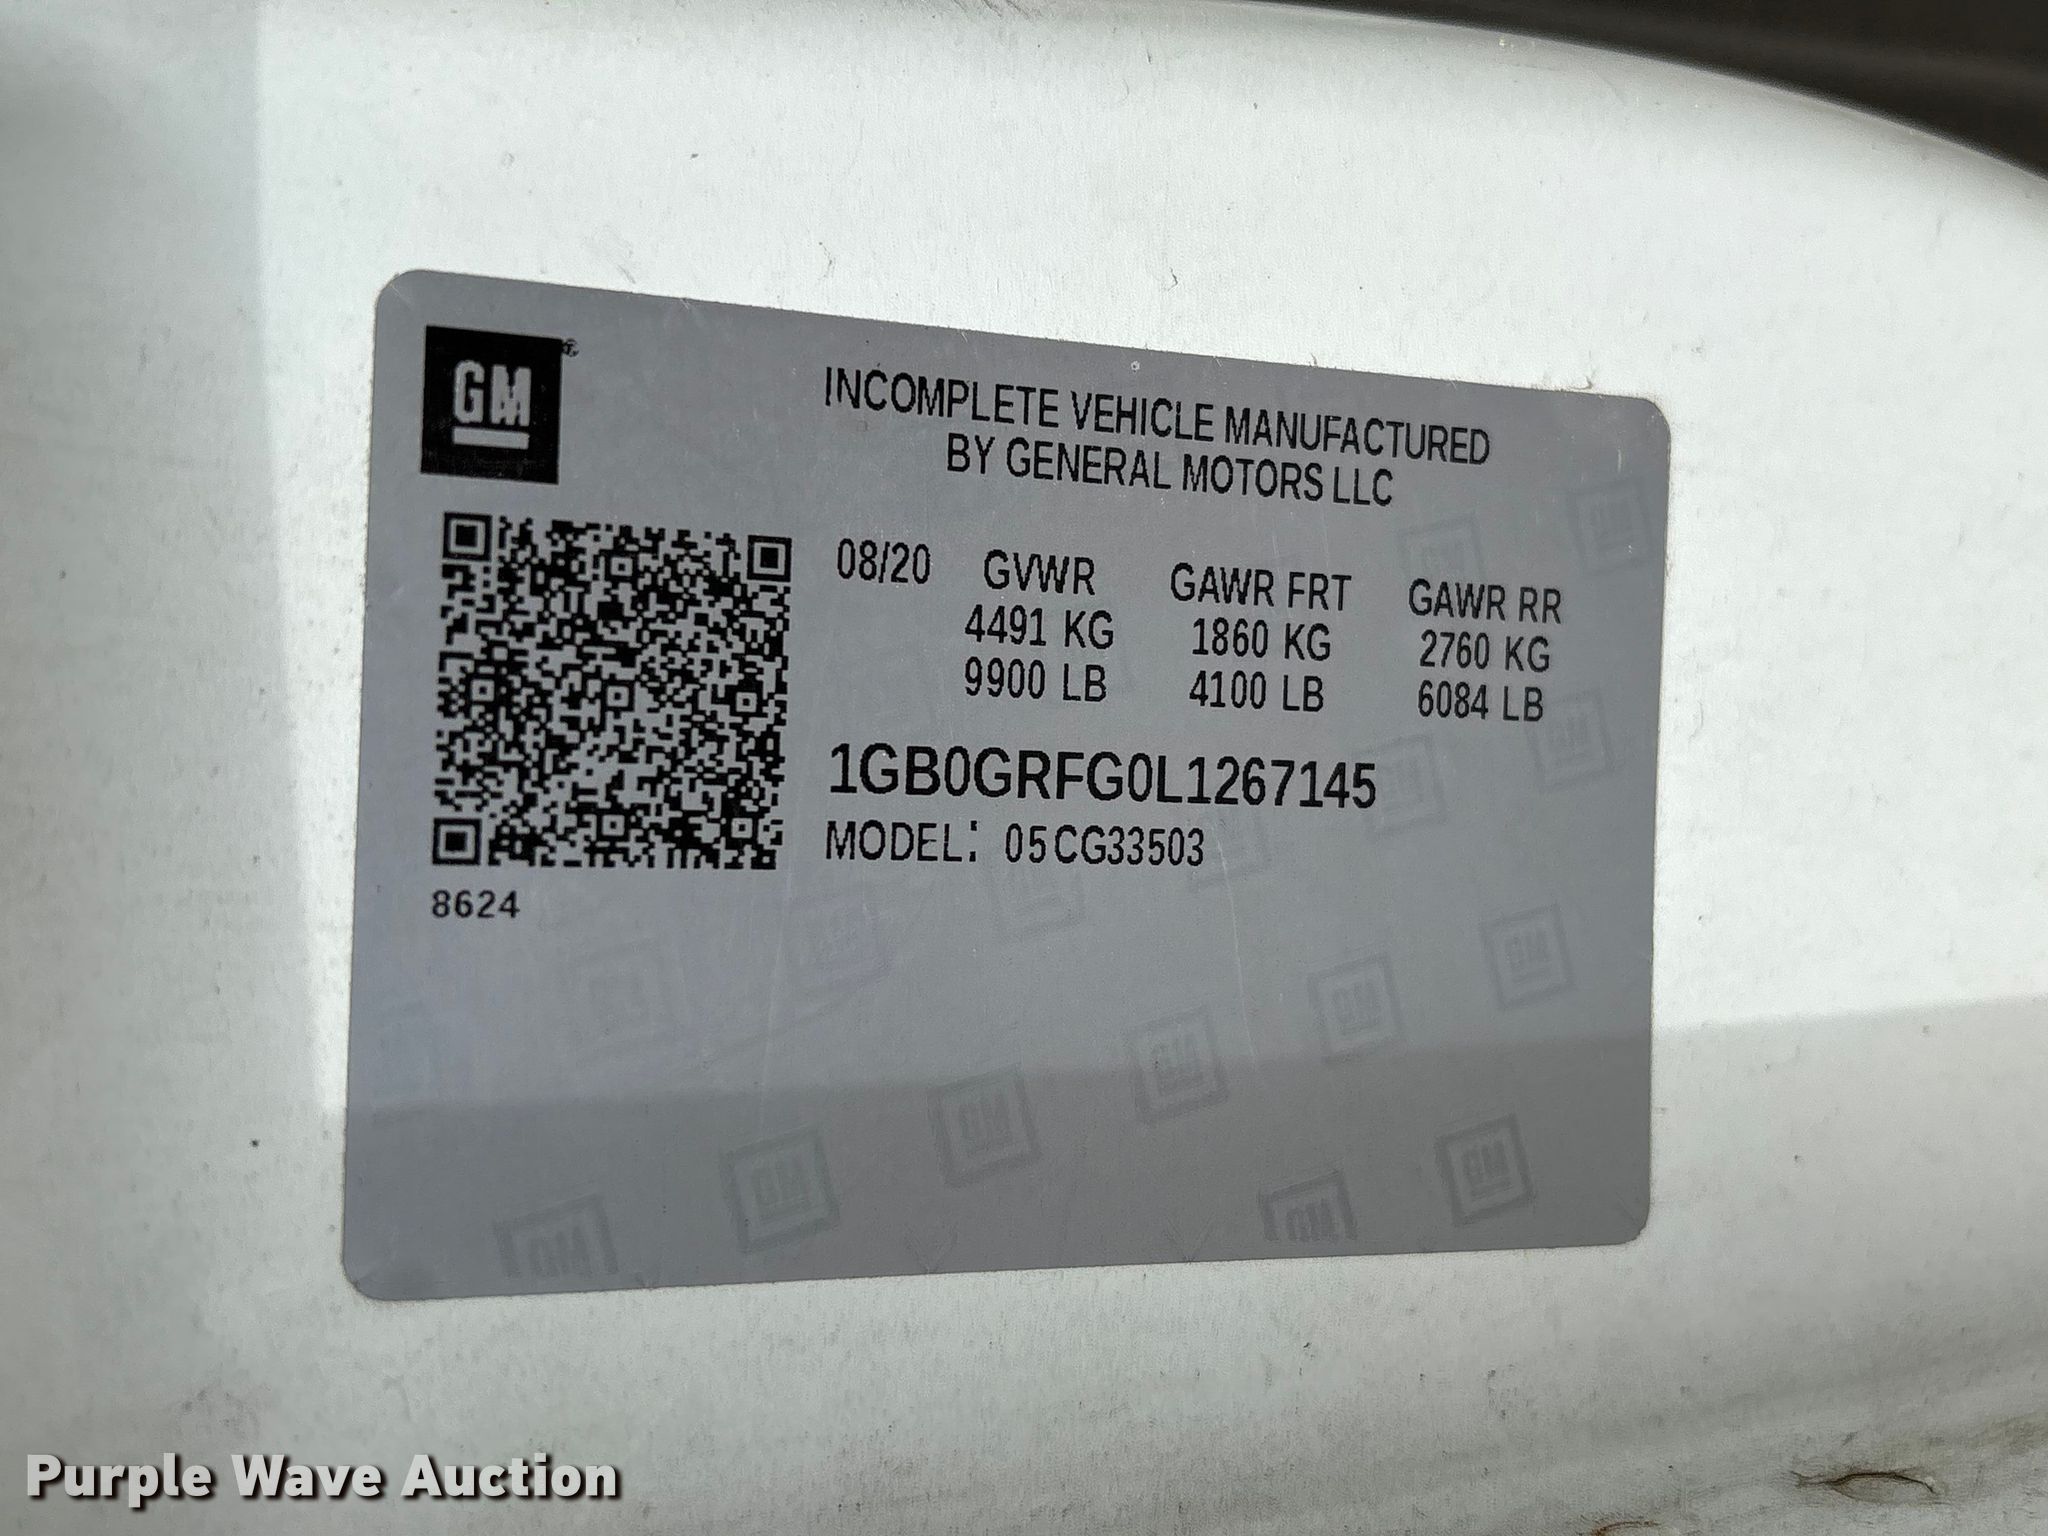 GM
INCOMPLETE VEHICLE MANUFACTURED
BY GENERAL MOTORS LLC
08/20 GVWR GAWR FRT GAWR RR
4491 KG 1860 KG 2760 KG
9900 LB 4100 LB 6084 LB
1GB0GRFG0L1267145
MODEL: 05CG33503
8624
Purple Wave Auction